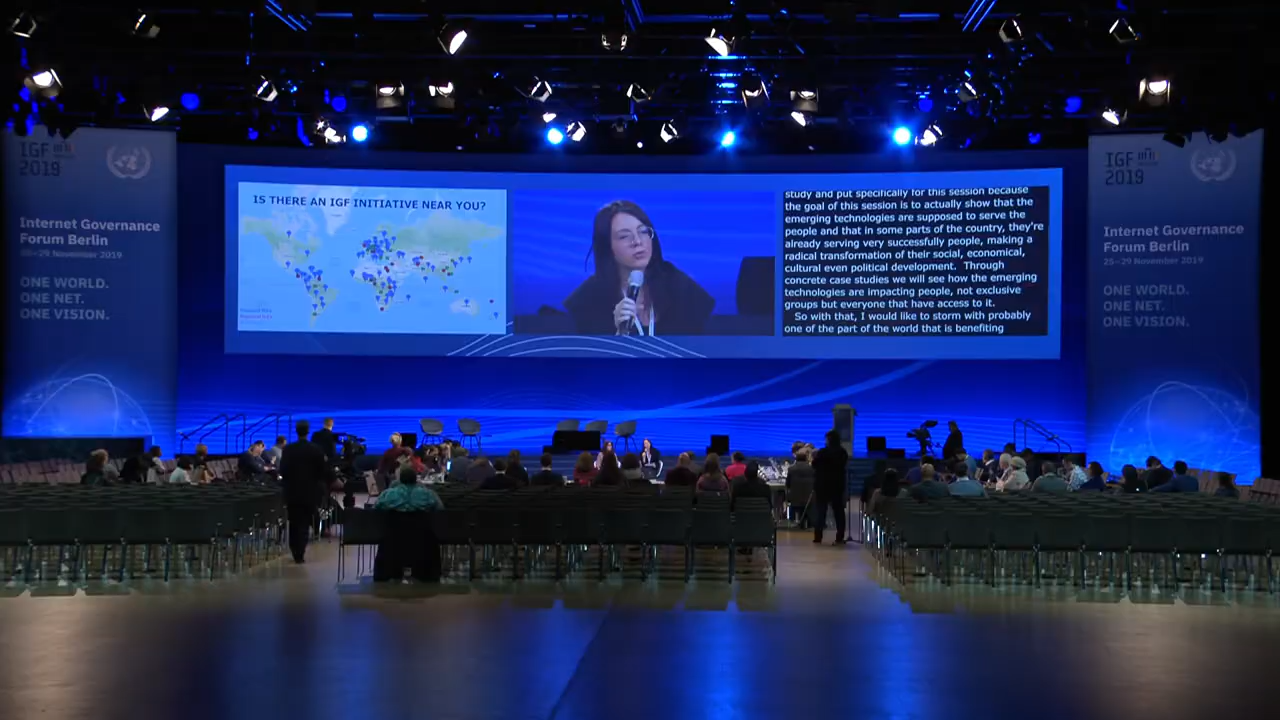 IGF
2019
Internet Governance
Forum Berlin
25–29 November 2019
ONE WORLD.
ONE NET.
ONE VISION.
IS THERE AN IGF INITIATIVE NEAR YOU?
study and put specifically for this session because
the goal of this session is to actually show that the
emerging technologies are supposed to serve the
people and that in some parts of the country, they're
already serving very successfully people, making a
radical transformation of their social, economical,
cultural even political development. Through
concrete case studies we will see how the emerging
technologies are impacting people, not exclusive
groups but everyone that have access to it.
So with that, I would like to storm with probably
one of the part of the world that is benefiting
IGF
2019
Internet Governance
Forum Berlin
25–29 November 2019
ONE WORLD.
ONE NET.
ONE VISION.